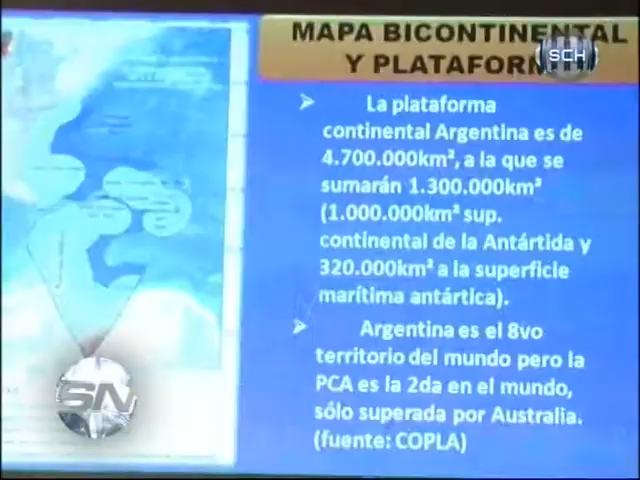 MAPA BICONTINENTAL
Y PLATAFOR
SCH
➤ La plataforma
continental Argentina es de
4.700.000km², a la que se
sumarán 1.300.000km²
(1.000.000km² sup.
continental de la Antártida y
320.000km² a la superficie
marítima antártica).
➤ Argentina es el 8vo
territorio del mundo pero la
PCA es la 2da en el mundo,
sólo superada por Australia.
(fuente: COPLA)
SN